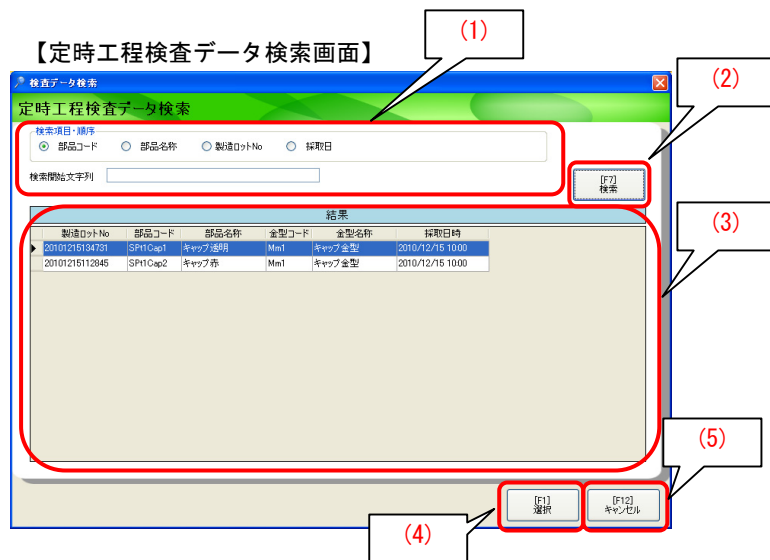 (1)
【定時工程検査データ検索画面】
(2)
検査データ検索
定時工程検査データ検索
検索項目・順序
部品コード 部品名称 製造ロットNo 採取日
検索開始文字列
[F7]
検索
(3)
結果
製造ロットNo 部品コード 部品名称 金型コード 金型名称 採取日時
20101215134731 SPt1Cap1 キャップ透明 Mm1 キャップ金型 2010/12/15 10:00
20101215112845 SPt1Cap2 キャップ赤 Mm1 キャップ金型 2010/12/15 10:00
(5)
[F1]
選択
[F12]
キャンセル
(4)